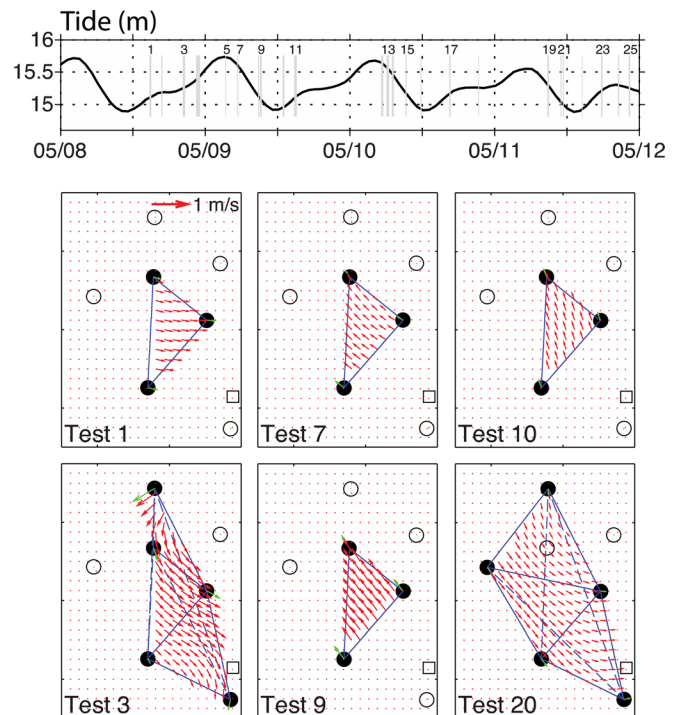 Tide (m)
16
15.5
15
1 3 5 7 9 11 13 15 17 19 21 23 25
05/08 05/09 05/10 05/11 05/12
1 m/s
Test 1 Test 7 Test 10
Test 3 Test 9 Test 20